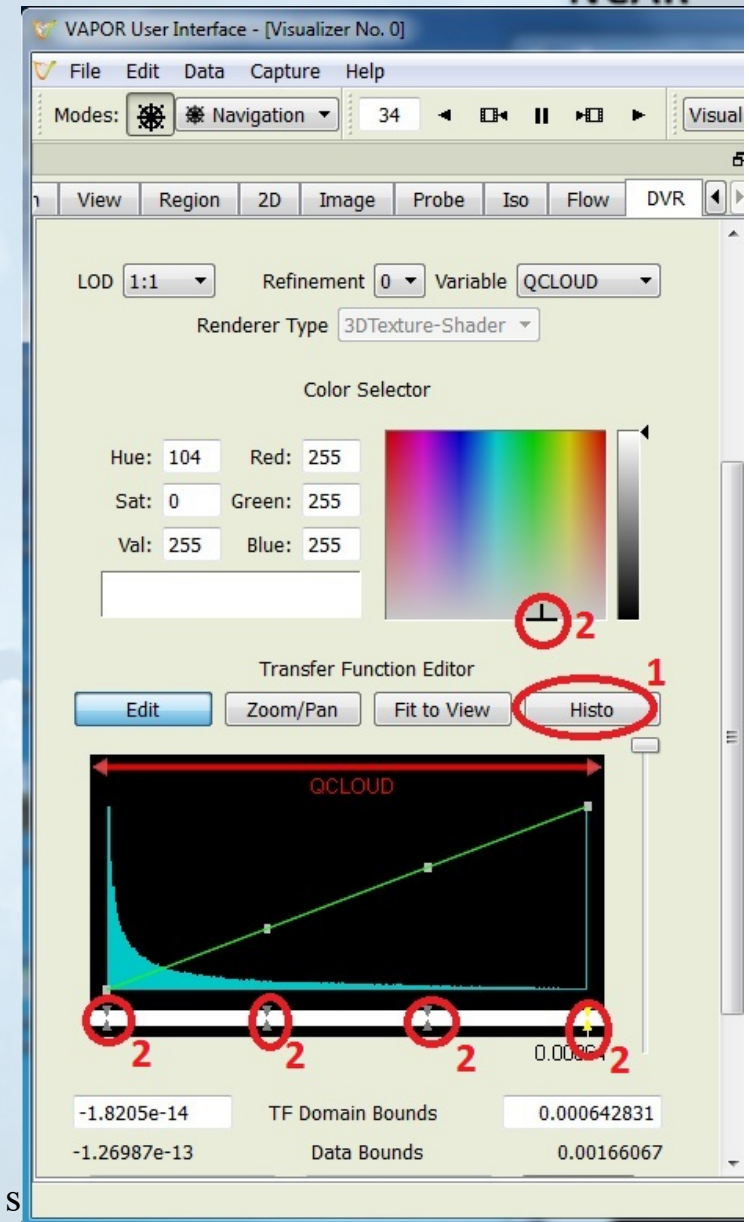 VAPOR User Interface - [Visualizer No. 0]
File Edit Data Capture Help
Modes: Navigation 34 Visual
View Region 2D Image Probe Iso Flow DVR
LOD 1:1 Refinement 0 Variable QCLOUD
Renderer Type 3DTexture-Shader
Color Selector
Hue: 104 Red: 255
Sat: 0 Green: 255
Val: 255 Blue: 255
2
Transfer Function Editor
1
Edit Zoom/Pan Fit to View Histo
QCLOUD
2 2 2 2
-1.8205e-14 TF Domain Bounds 0.000642831
-1.26987e-13 Data Bounds 0.00166067
s